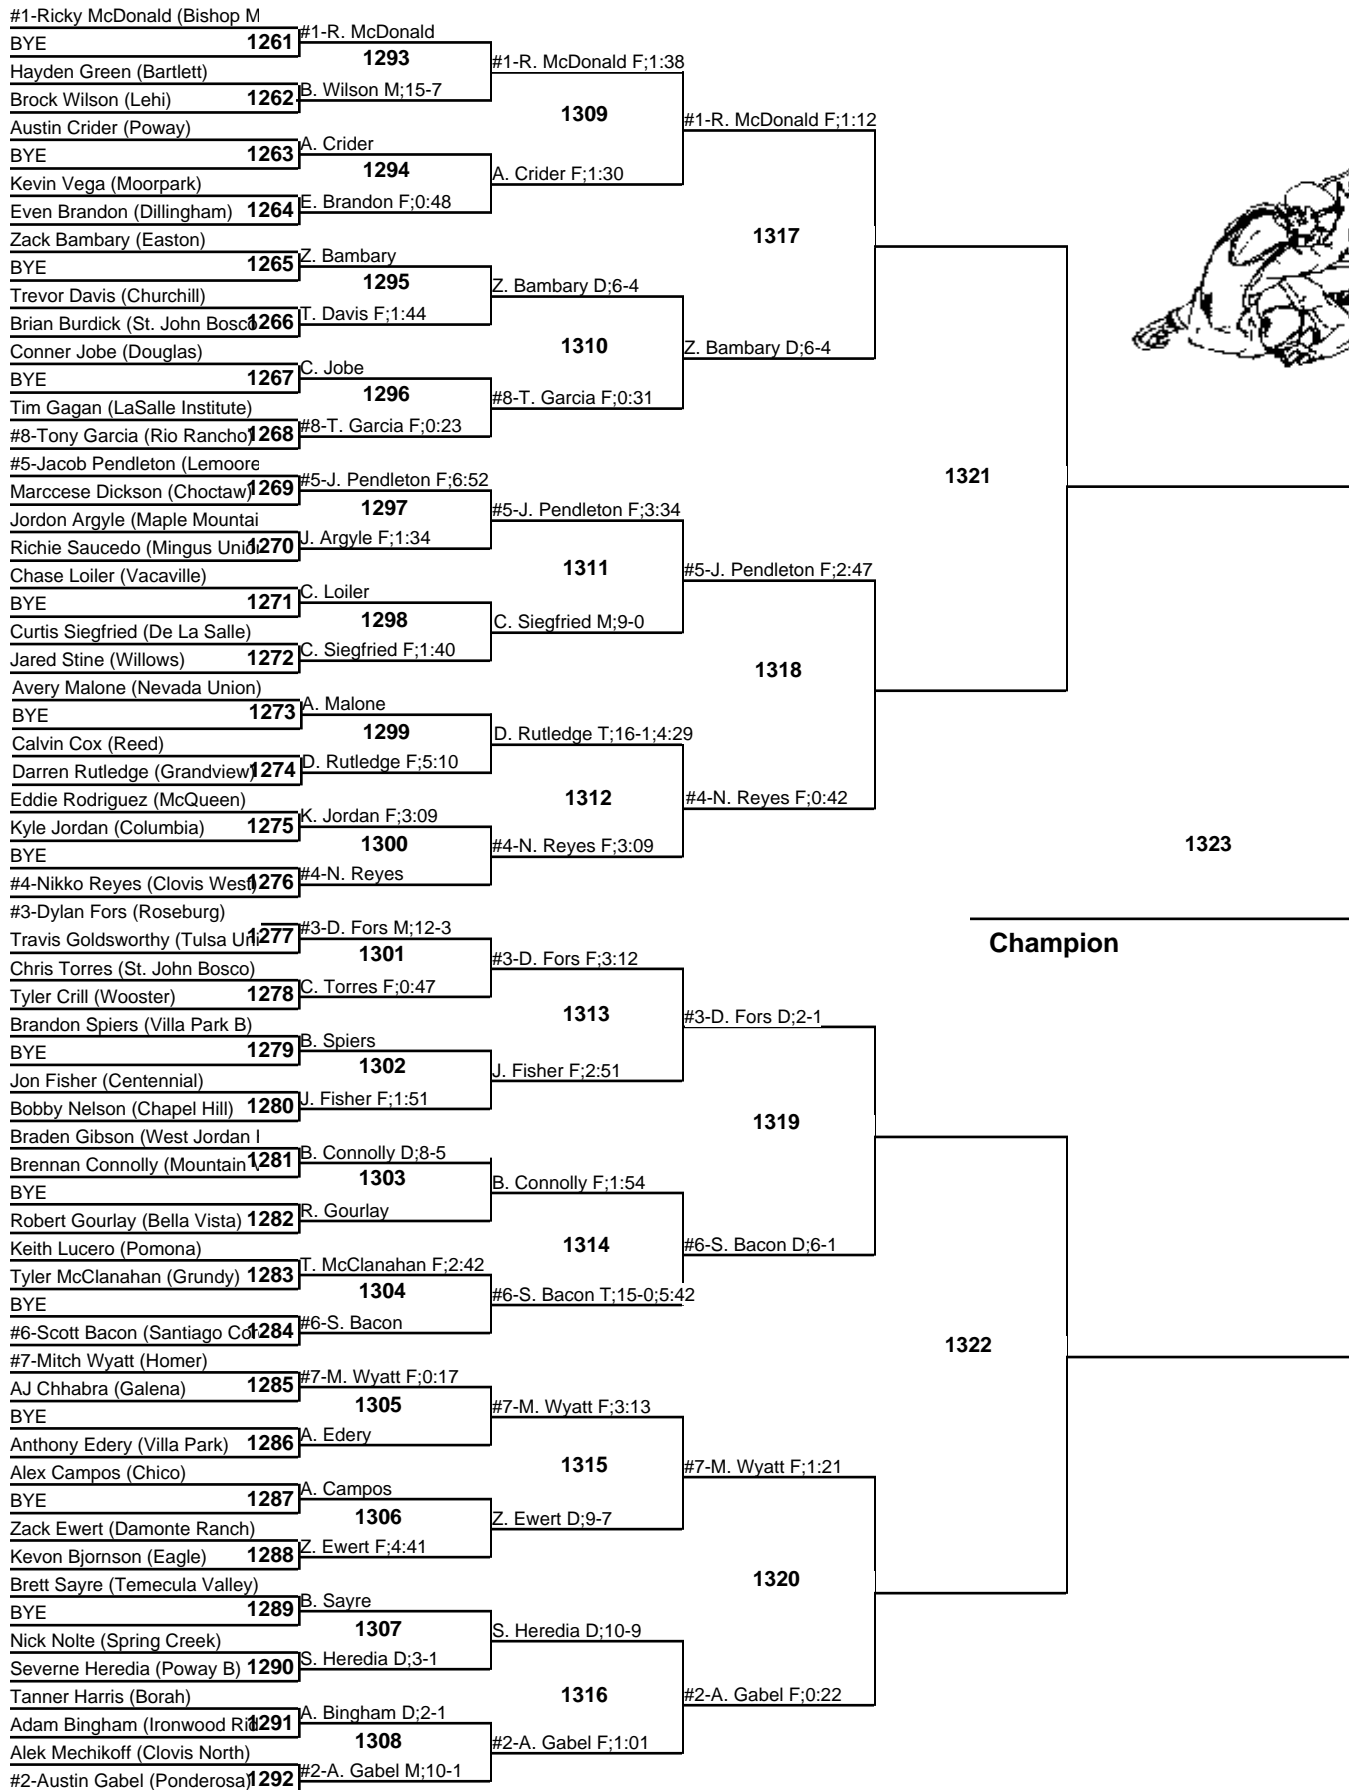 #1-Ricky McDonald (Bishop M
BYE
1261
Hayden Green (Bartlett)
Brock Wilson (Lehi)
1262
Austin Crider (Poway)
BYE
1263
Kevin Vega (Moorpark)
Even Brandon (Dillingham)
1264
Zack Bambary (Easton)
BYE
1265
Trevor Davis (Churchill)
Brian Burdick (St. John Bosco
1266
Conner Jobe (Douglas)
BYE
1267
Tim Gagan (LaSalle Institute)
#8-Tony Garcia (Rio Rancho)
1268
#5-Jacob Pendleton (Lemoore
Marccese Dickson (Choctaw)
1269
Jordon Argyle (Maple Mountai
Richie Saucedo (Mingus Union
1270
Chase Loiler (Vacaville)
BYE
1271
Curtis Siegfried (De La Salle)
Jared Stine (Willows)
1272
Avery Malone (Nevada Union)
BYE
1273
Calvin Cox (Reed)
Darren Rutledge (Grandview)
1274
Eddie Rodriguez (McQueen)
Kyle Jordan (Columbia)
1275
BYE
#4-Nikko Reyes (Clovis West)
1276
#3-Dylan Fors (Roseburg)
Travis Goldsworthy (Tulsa Uni
1277
Chris Torres (St. John Bosco)
Tyler Crill (Wooster)
1278
Brandon Spiers (Villa Park B)
BYE
1279
Jon Fisher (Centennial)
Bobby Nelson (Chapel Hill)
1280
Braden Gibson (West Jordan
Brennan Connolly (Mountain V
1281
BYE
Robert Gourlay (Bella Vista)
1282
Keith Lucero (Pomona)
Tyler McClanahan (Grundy)
1283
BYE
#6-Scott Bacon (Santiago Cor
1284
#7-Mitch Wyatt (Homer)
AJ Chhabra (Galena)
1285
BYE
Anthony Edery (Villa Park)
1286
Alex Campos (Chico)
BYE
1287
Zack Ewert (Damonte Ranch)
Kevon Bjornson (Eagle)
1288
Brett Sayre (Temecula Valley)
BYE
1289
Nick Nolte (Spring Creek)
Severne Heredia (Poway B)
1290
Tanner Harris (Borah)
Adam Bingham (Ironwood Rid
1291
Alek Mechikoff (Clovis North)
#2-Austin Gabel (Ponderosa)
1292
#1-R. McDonald
1293
B. Wilson M;15-7
A. Crider
1294
E. Brandon F;0:48
Z. Bambary
1295
T. Davis F;1:44
C. Jobe
1296
#8-T. Garcia F;0:23
#5-J. Pendleton F;6:52
1297
J. Argyle F;1:34
C. Loiler
1298
C. Siegfried F;1:40
A. Malone
1299
D. Rutledge F;5:10
K. Jordan F;3:09
1300
#4-N. Reyes
#3-D. Fors M;12-3
1301
C. Torres F;0:47
B. Spiers
1302
J. Fisher F;1:51
B. Connolly D;8-5
1303
R. Gourlay
T. McClanahan F;2:42
1304
#6-S. Bacon
#7-M. Wyatt F;0:17
1305
A. Edery
A. Campos
1306
Z. Ewert F;4:41
B. Sayre
1307
S. Heredia D;3-1
A. Bingham D;2-1
1308
#2-A. Gabel M;10-1
#1-R. McDonald F;1:38
1309
A. Crider F;1:30
Z. Bambary D;6-4
1310
#8-T. Garcia F;0:31
#5-J. Pendleton F;3:34
1311
C. Siegfried M;9-0
D. Rutledge T;16-1;4:29
1312
#4-N. Reyes F;3:09
#3-D. Fors F;3:12
1313
J. Fisher F;2:51
B. Connolly F;1:54
1314
#6-S. Bacon T;15-0;5:42
#7-M. Wyatt F;3:13
1315
Z. Ewert D;9-7
S. Heredia D;10-9
1316
#2-A. Gabel F;1:01
#1-R. McDonald F;1:12
1317
Z. Bambary D;6-4
#5-J. Pendleton F;2:47
1318
#4-N. Reyes F;0:42
#3-D. Fors D;2-1
1319
#6-S. Bacon D;6-1
#7-M. Wyatt F;1:21
1320
#2-A. Gabel F;0:22
1321
1322
1323
Champion